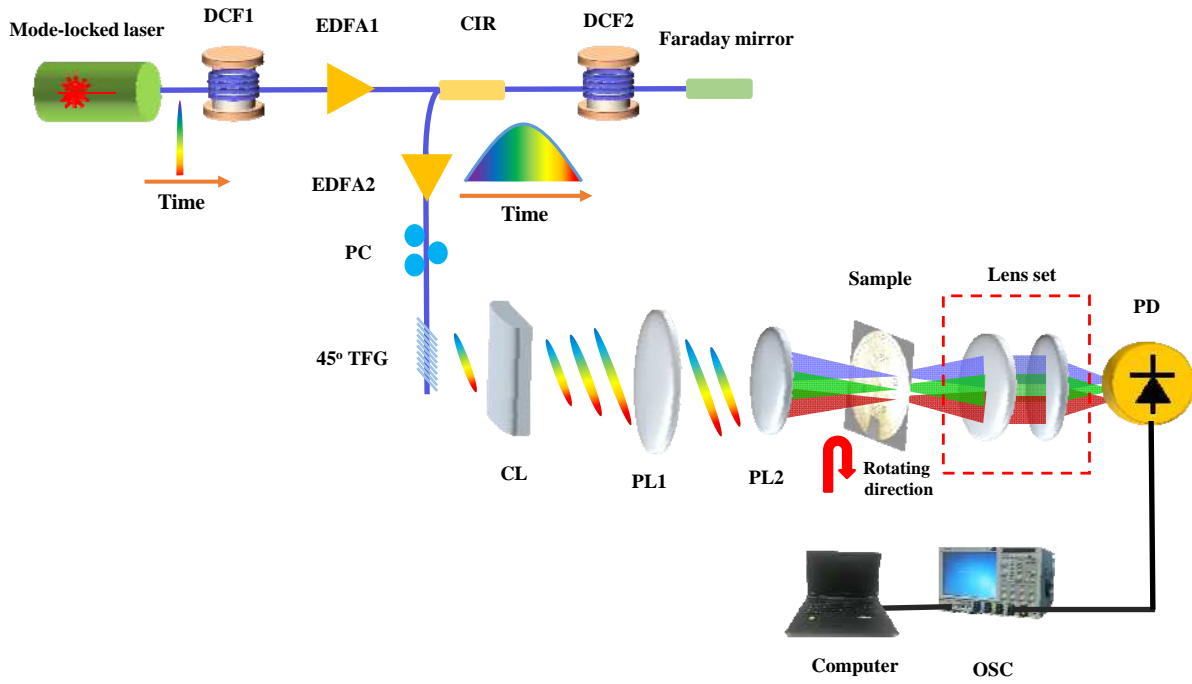 Mode-locked laser
DCF1
EDFA1
CIR
DCF2
Faraday mirror
Time
EDFA2
Time
PC
45º TFG
CL
PL1
PL2
Sample
Lens set
PD
Rotating
direction
Computer
OSC